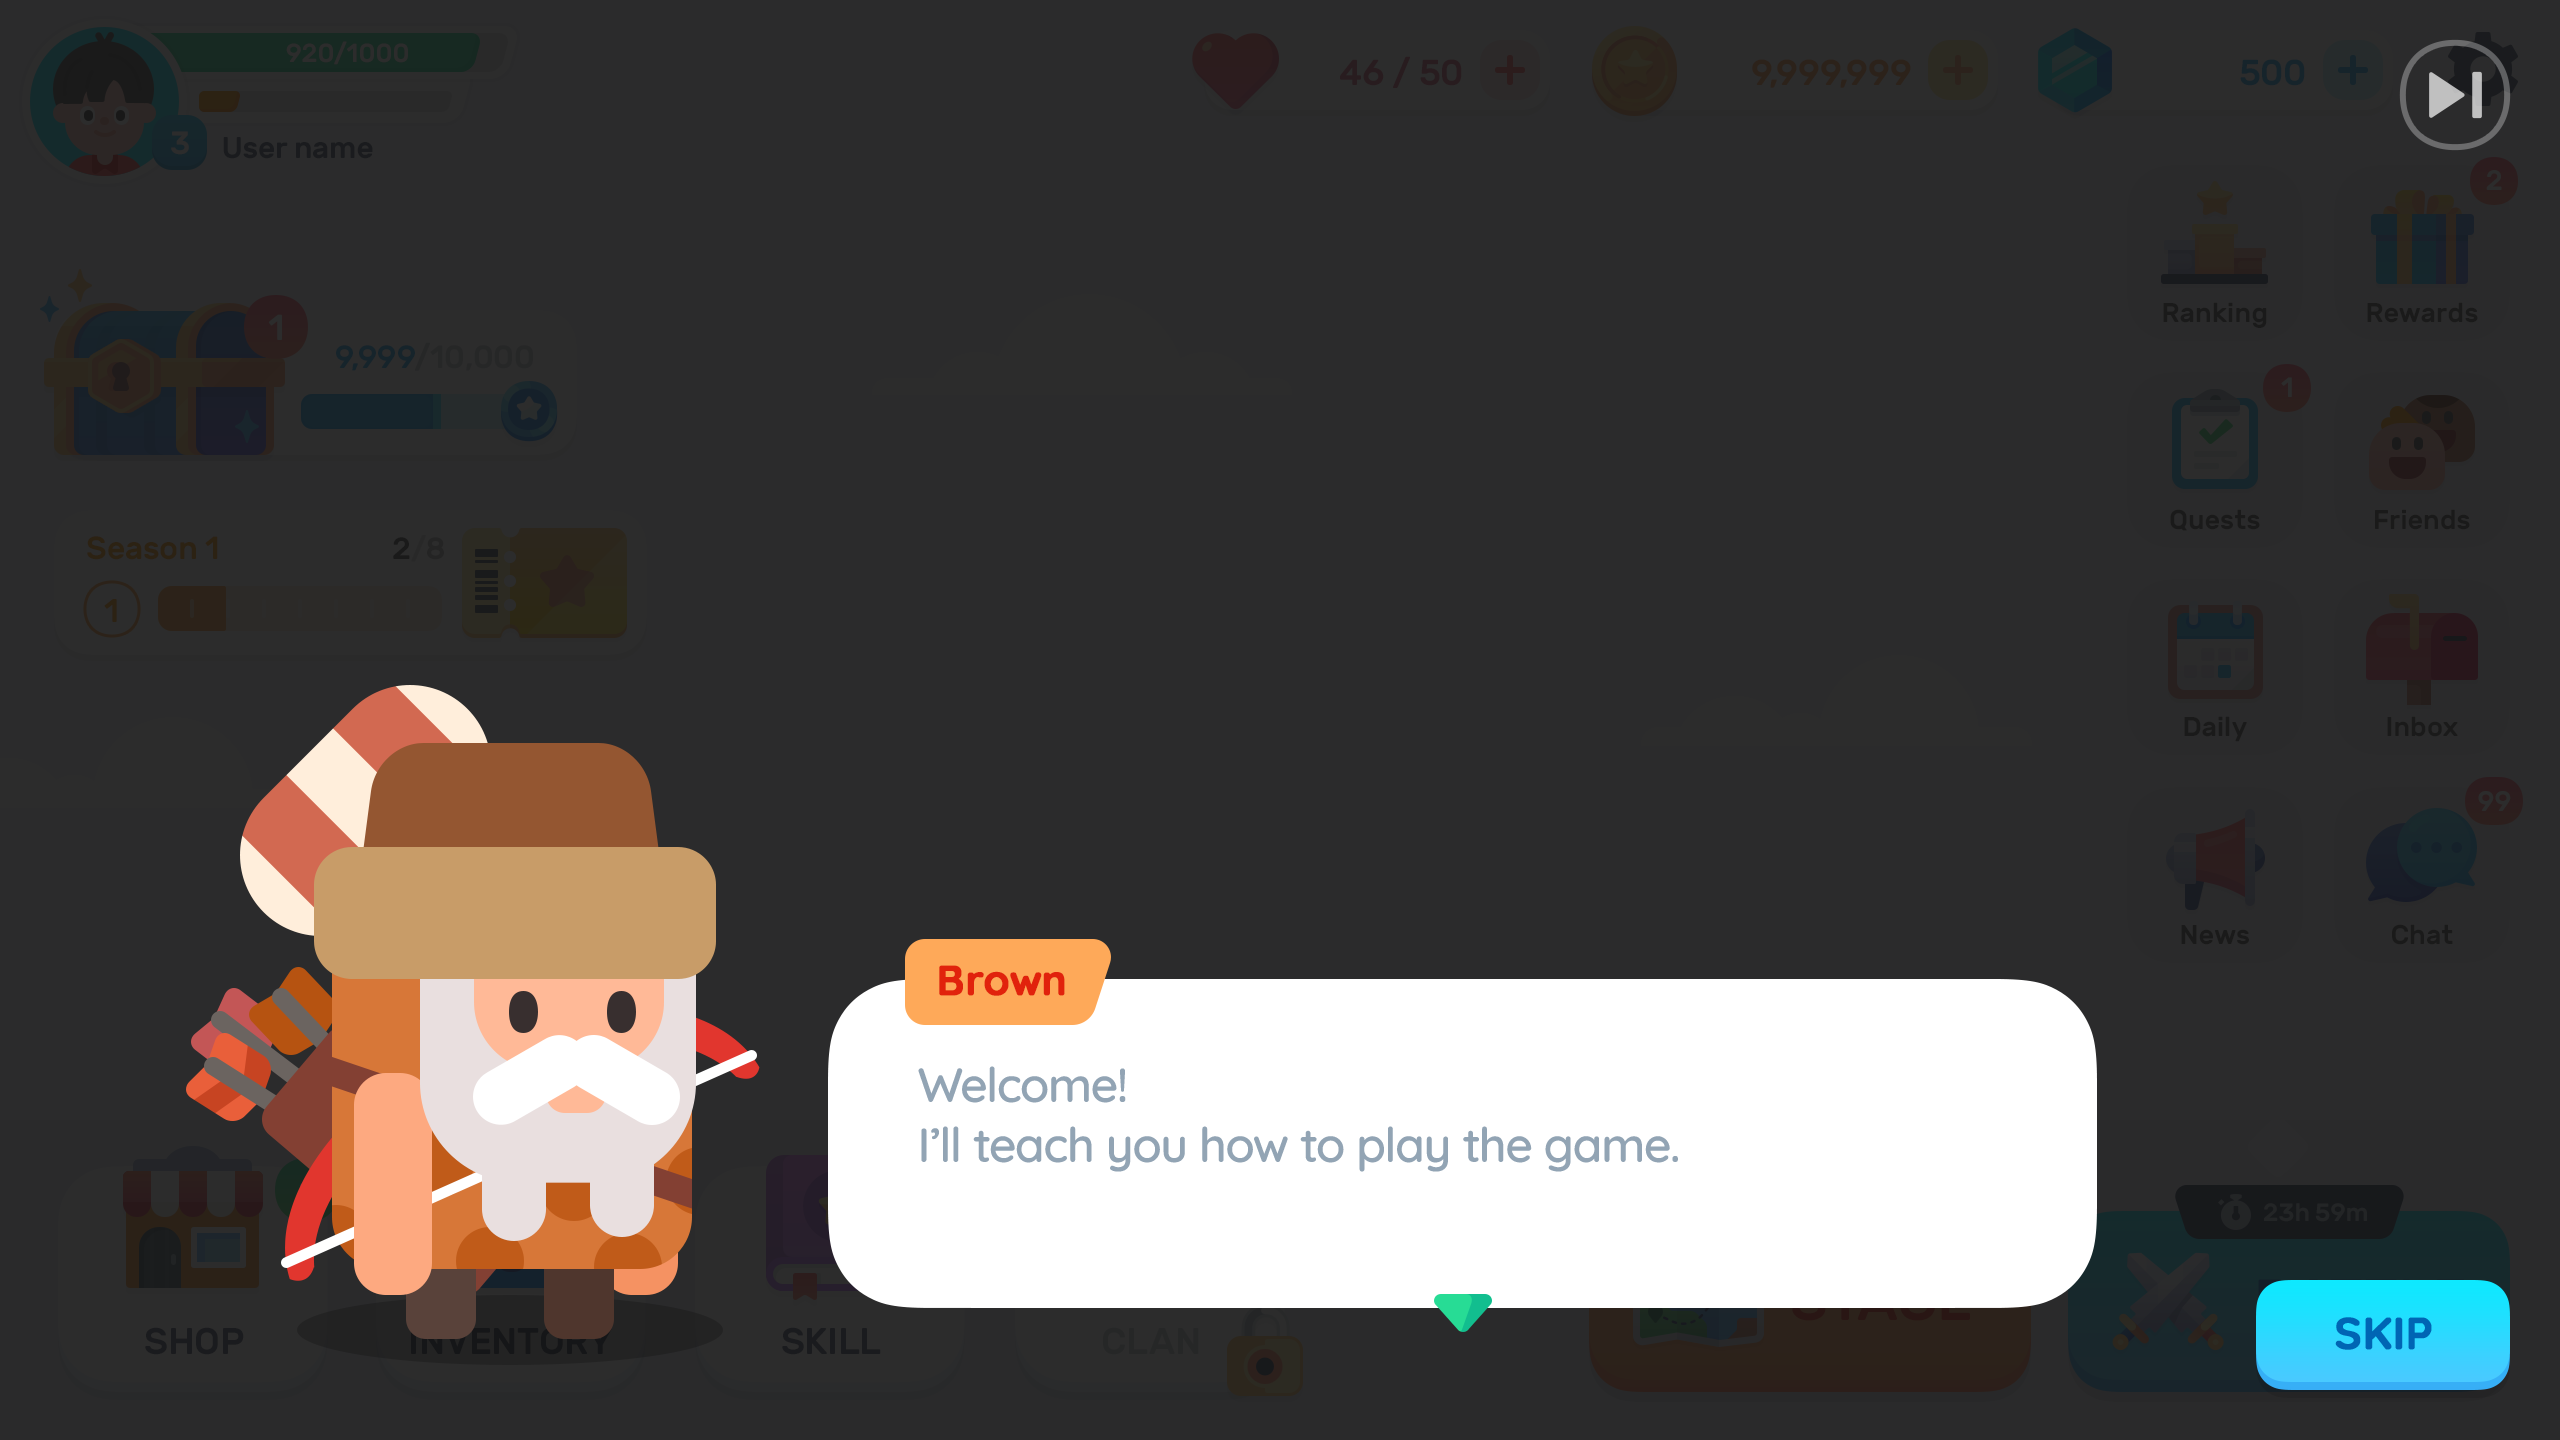 920/1000
3
User name
46 / 50
9,999,999
500
1
9,999/10,000
Season 1
2/8
1
2
Ranking
Rewards
1
Quests
Friends
Daily
Inbox
99
News
Chat
Brown
Welcome!
I’ll teach you how to play the game.
23h 59m
STAGE
SHOP
INVENTORY
SKILL
CLAN
SKIP